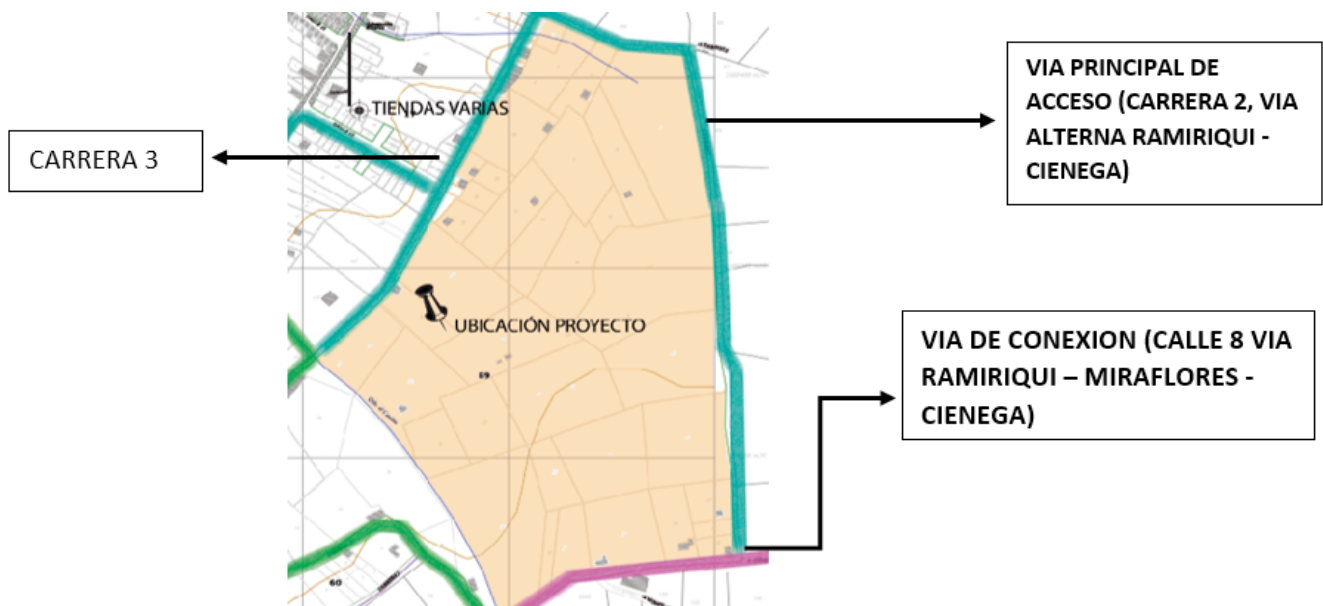 VIA PRINCIPAL DE
ACCESO (CARRERA 2, VIA
ALTERNA RAMIRIQUI -
CIENEGA)
TIENDAS VARIAS
CARRERA 3
UBICACIÓN PROYECTO
VIA DE CONEXION (CALLE 8 VIA
RAMIRIQUI – MIRAFLORES -
CIENEGA)
59
60